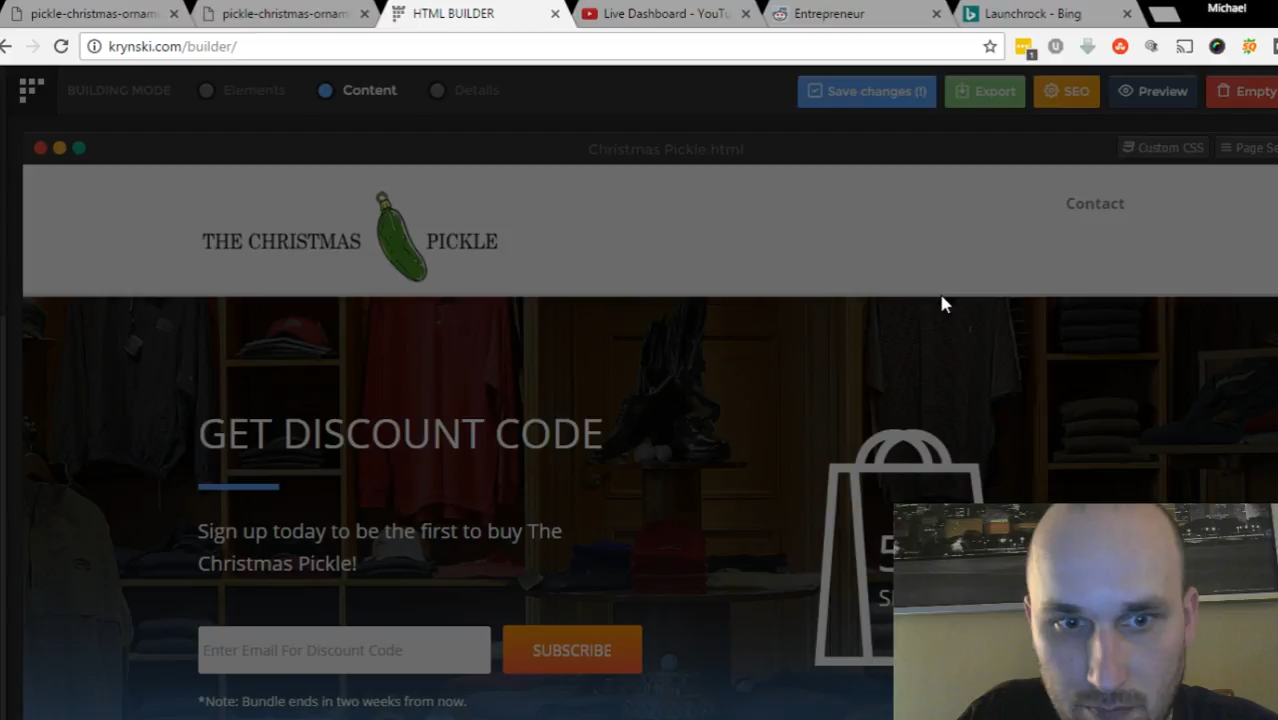 Michael
pickle-christmas-ornam
pickle-christmas-ornam
HTML BUILDER
Live Dashboard - YouTu
Entrepreneur
Launchrock - Bing
krynski.com/builder/
1
BUILDING MODE
Elements
Content
Details
Save changes (!)
Export
SEO
Preview
Empty
Christmas Pickle.html
Custom CSS
Page Se
THE CHRISTMAS PICKLE
Contact
GET DISCOUNT CODE
Sign up today to be the first to buy The
Christmas Pickle!
5
S
Enter Email For Discount Code
SUBSCRIBE
*Note: Bundle ends in two weeks from now.